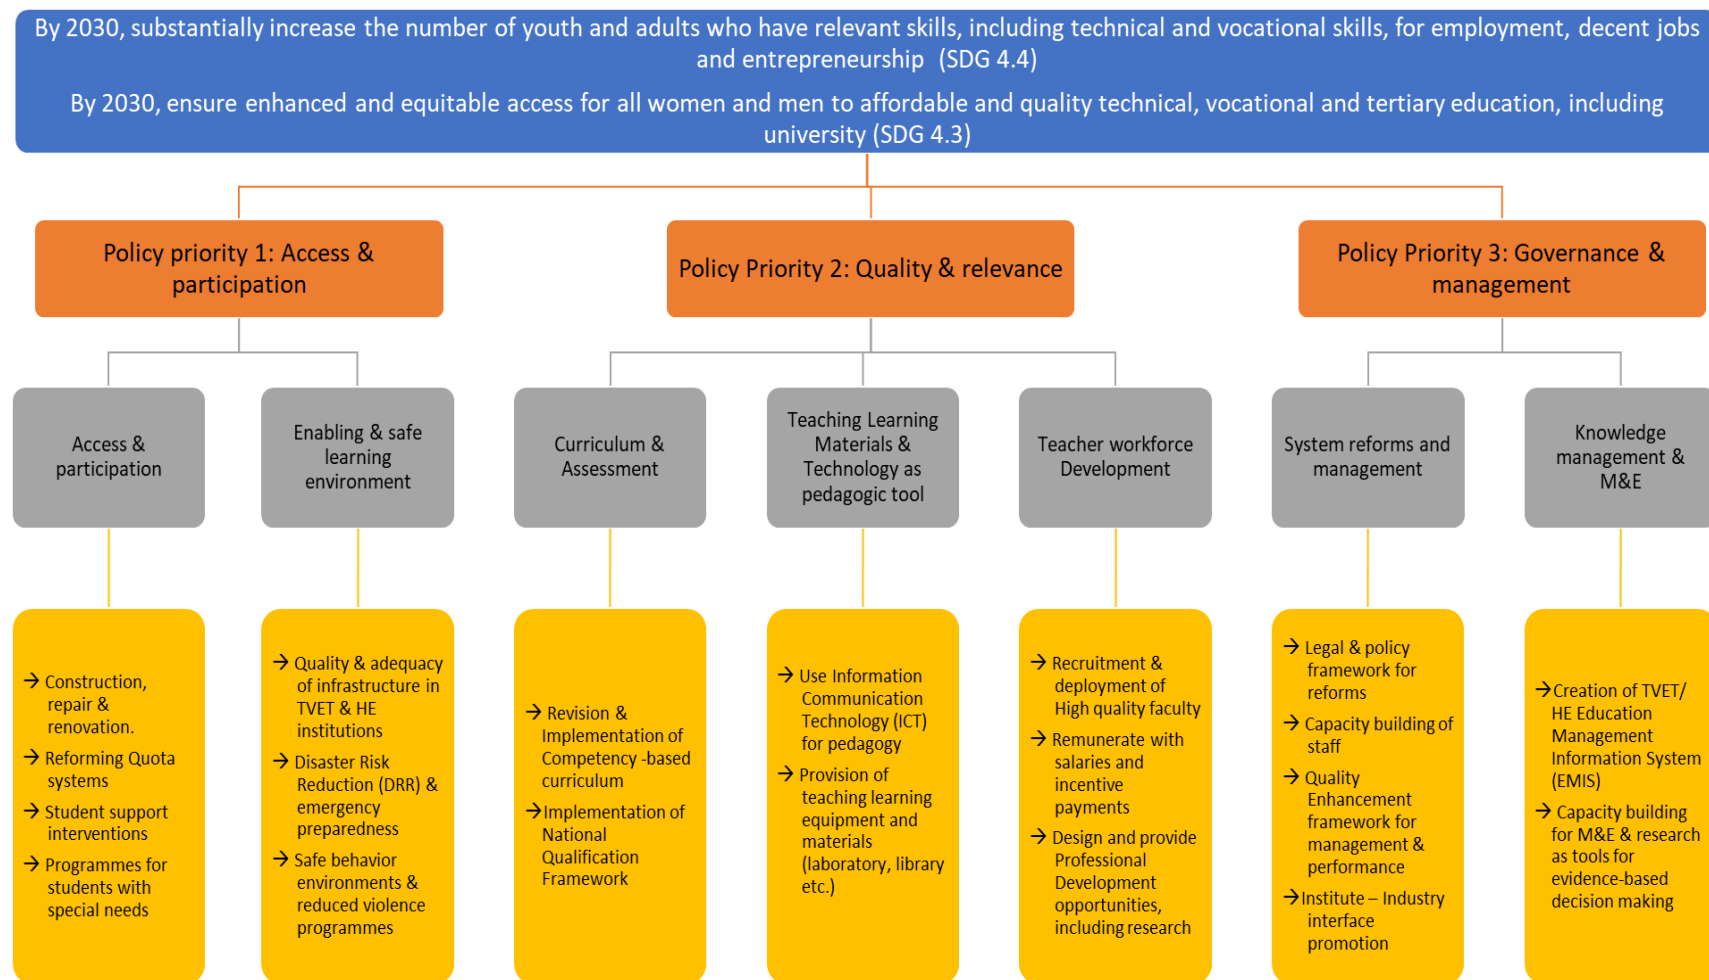 By 2030, substantially increase the number of youth and adults who have relevant skills, including technical and vocational skills, for employment, decent jobs
and entrepreneurship (SDG 4.4)
By 2030, ensure enhanced and equitable access for all women and men to affordable and quality technical, vocational and tertiary education, including
university (SDG 4.3)
Policy priority 1: Access &
participation
Policy Priority 2: Quality & relevance
Policy Priority 3: Governance &
management
Access &
participation
Enabling & safe
learning
environment
Curriculum &
Assessment
Teaching Learning
Materials &
Technology as
pedagogic tool
Teacher workforce
Development
System reforms and
management
Knowledge
management &
M&E
→ Construction,
repair &
renovation.
→ Reforming Quota
systems
→ Student support
interventions
→ Programmes for
students with
special needs
→ Quality & adequacy
of infrastructure in
TVET & HE
institutions
→ Disaster Risk
Reduction (DRR) &
emergency
preparedness
→ Safe behavior
environments &
reduced violence
programmes
→ Revision &
Implementation of
Competency -based
curriculum
→Implementation of
National
Qualification
Framework
→ Use Information
Communication
Technology (ICT)
for pedagogy
→ Provision of
teaching learning
equipment and
materials
(laboratory, library
etc.)
→ Recruitment &
deployment of
High quality faculty
→ Remunerate with
salaries and
incentive
payments
→ Design and provide
Professional
Development
opportunities,
including research
→ Legal & policy
framework for
reforms
→ Capacity building of
staff
→ Quality
Enhancement
framework for
management &
performance
→Institute – Industry
interface
promotion
→Creation of TVET/
HE Education
Management
Information System
(EMIS)
→ Capacity building
for M&E & research
as tools for
evidence-based
decision making